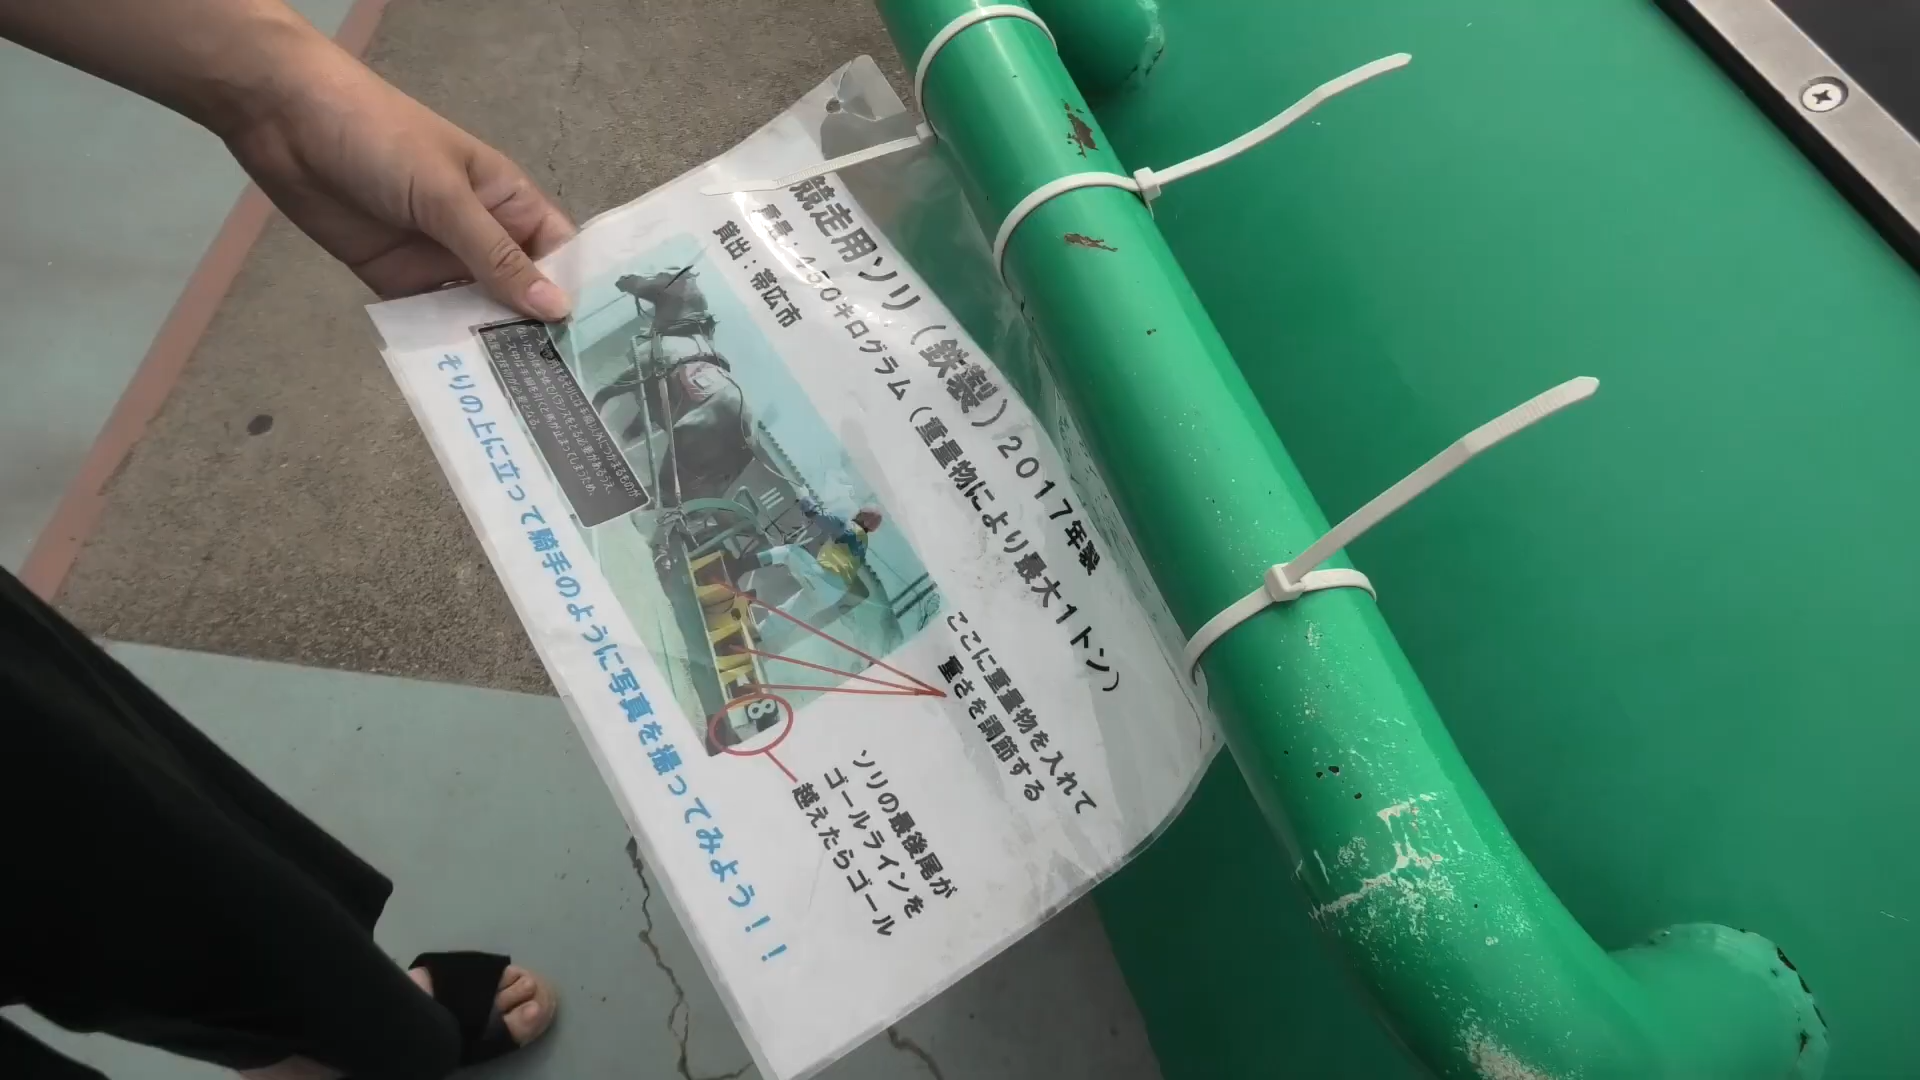 競走用ソリ（鉄製）2017年製
重量：450キログラム（重量物により最大1トン）
貸出：帯広市
ここに重量物を入れて
重さを調節する
8
ソリの最後尾が
ゴールラインを
越えたらゴール
そりの上に立って騎手のように写真を撮ってみよう！！